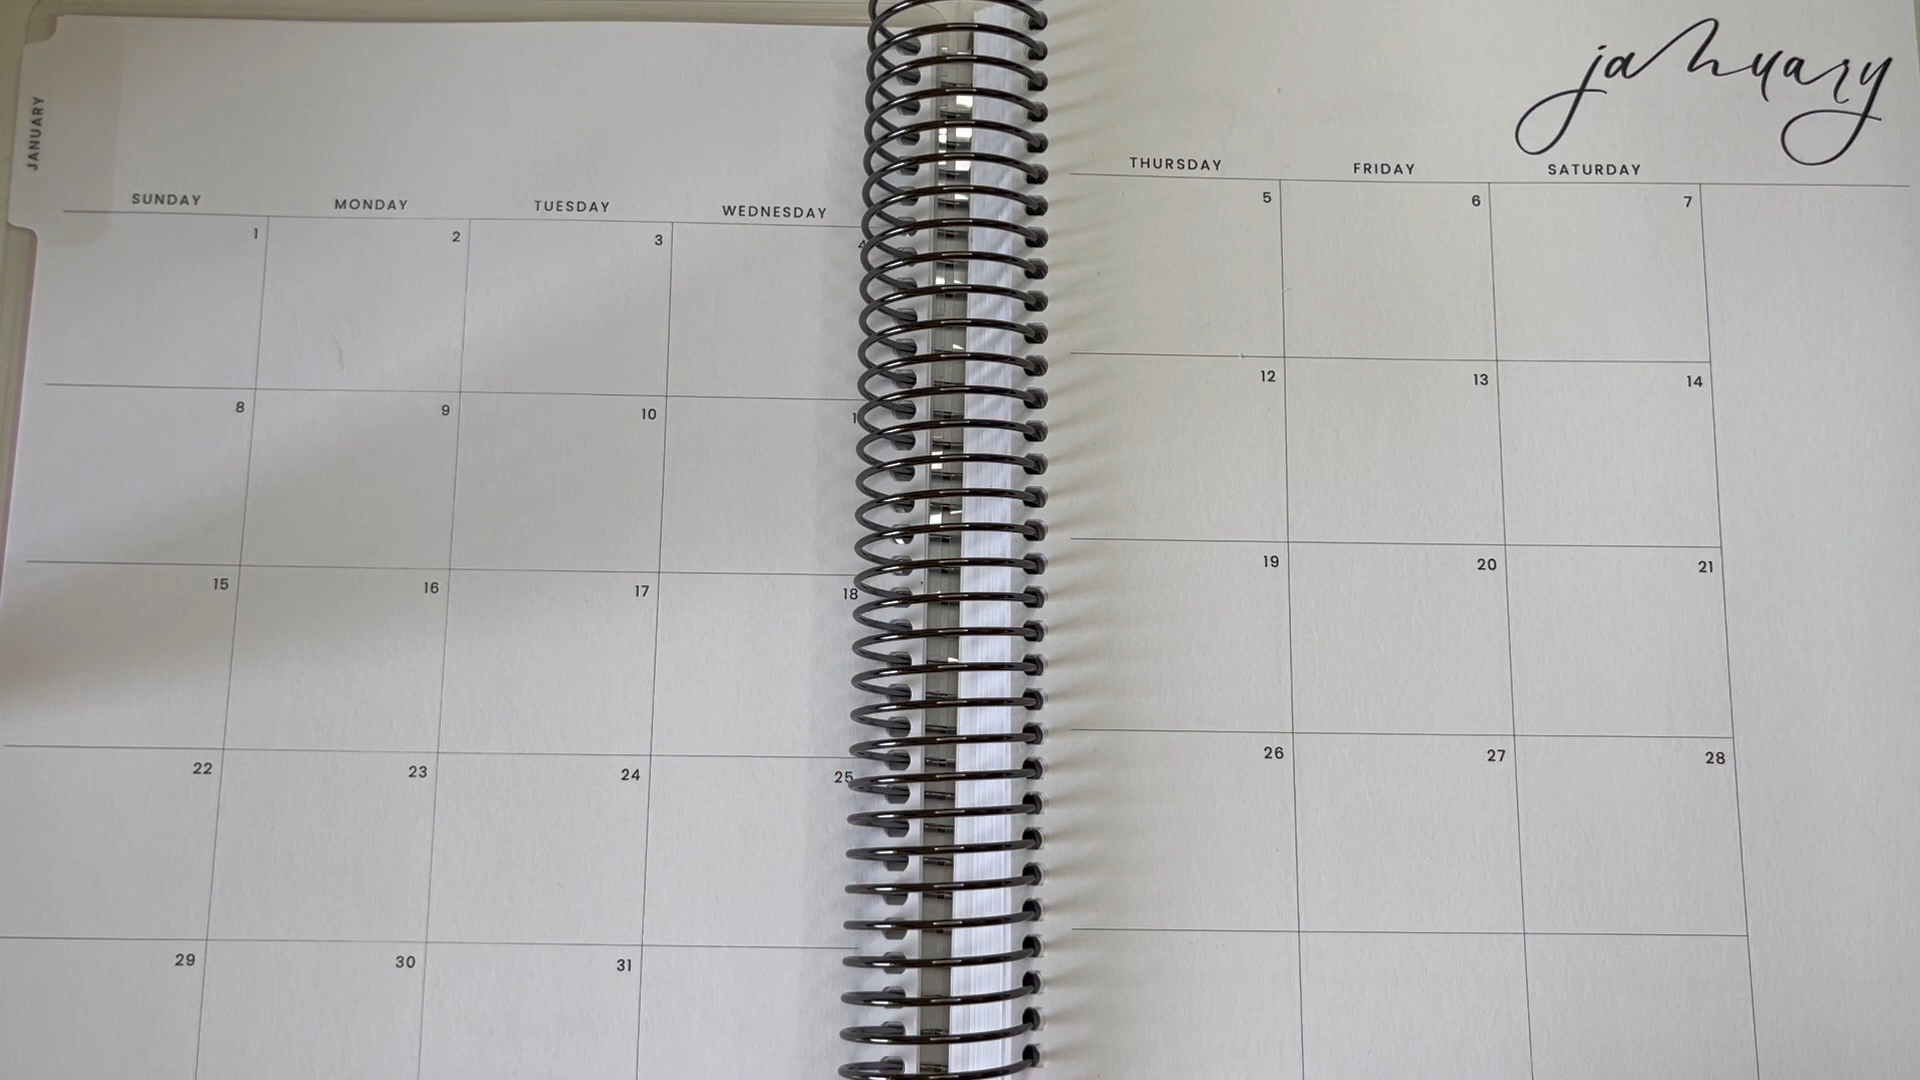 january
JANUARY
SUNDAY MONDAY TUESDAY WEDNESDAY THURSDAY FRIDAY SATURDAY
1 2 3 4 5 6 7
8 9 10 12 13 14
15 16 17 18 19 20 21
22 23 24 25 26 27 28
29 30 31